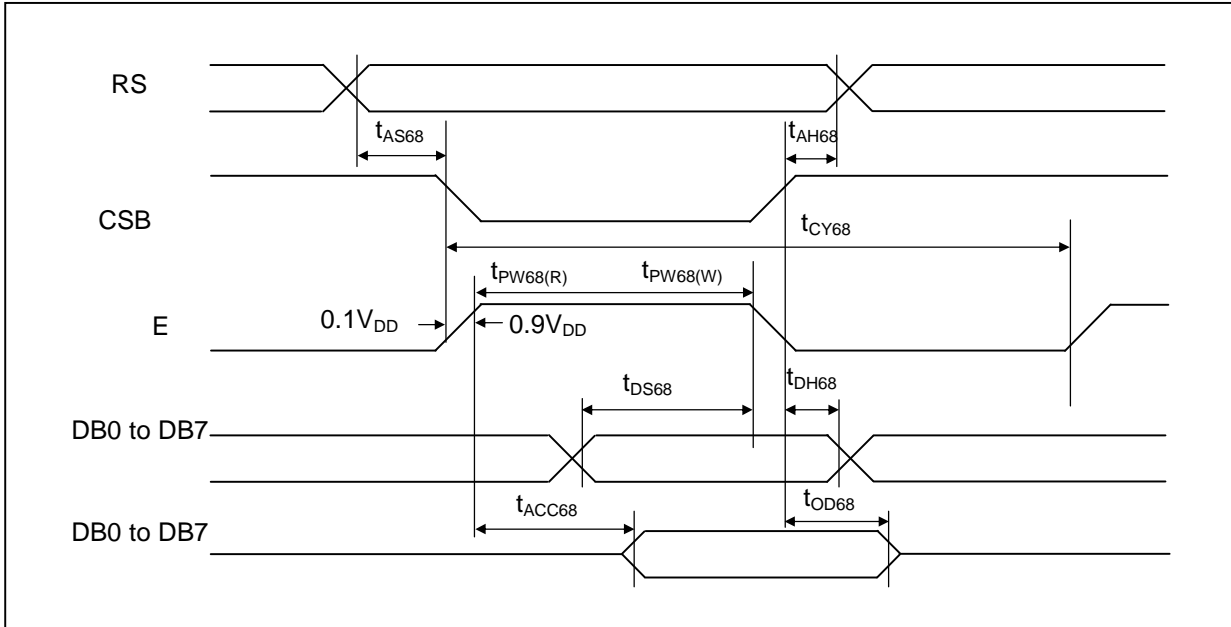 RS
tAS68
tAH68
CSB
tCY68
tPW68(R) tPW68(W)
E
0.1VDD
0.9VDD
tDS68
tDH68
DB0 to DB7
tACC68
tOD68
DB0 to DB7